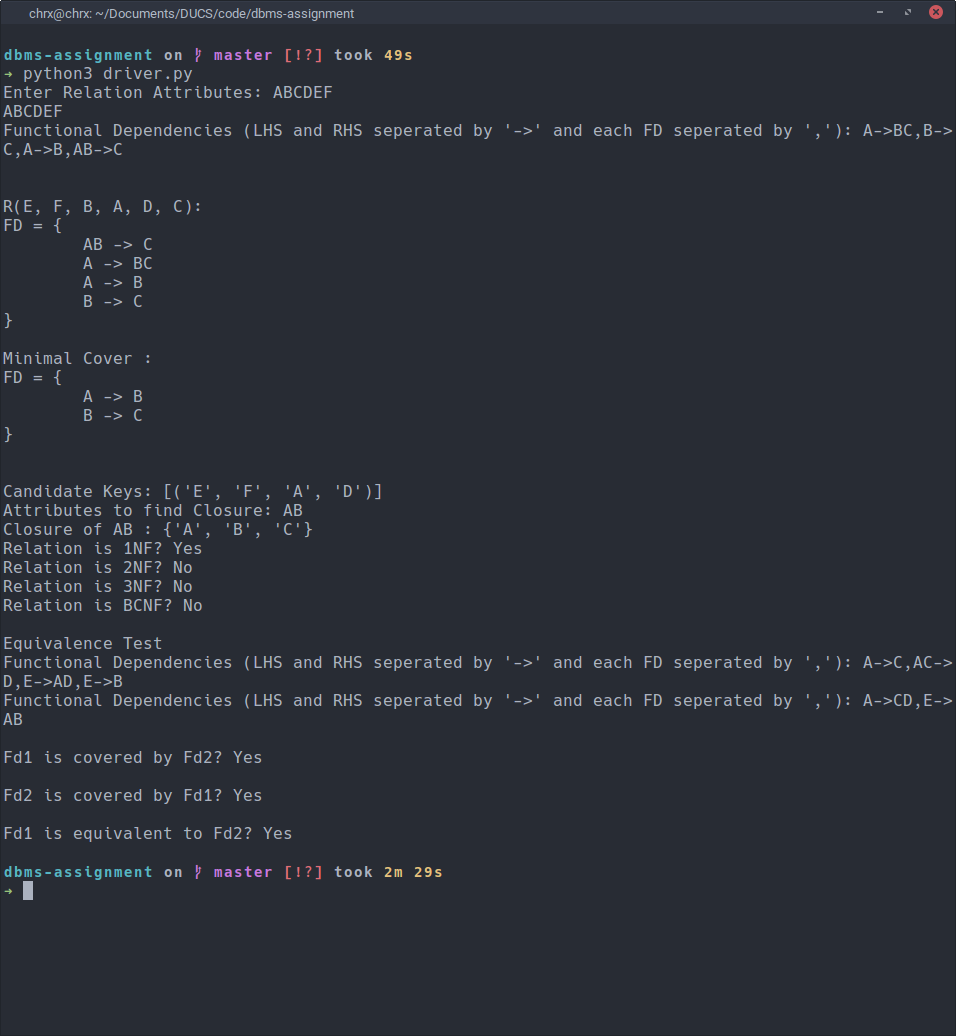 chrx@chrx: ~/Documents/DUCS/code/dbms-assignment
dbms-assignment on master [!?] took 49s
→ python3 driver.py
Enter Relation Attributes: ABCDEF
ABCDEF
Functional Dependencies (LHS and RHS seperated by '->' and each FD seperated by ','): A->BC,B->
C,A->B,AB->C
R(E, F, B, A, D, C):
FD = {
AB -> C
A -> BC
A -> B
B -> C
}
Minimal Cover :
FD = {
A -> B
B -> C
}
Candidate Keys: [('E', 'F', 'A', 'D')]
Attributes to find Closure: AB
Closure of AB : {'A', 'B', 'C'}
Relation is 1NF? Yes
Relation is 2NF? No
Relation is 3NF? No
Relation is BCNF? No
Equivalence Test
Functional Dependencies (LHS and RHS seperated by '->' and each FD seperated by ','): A->C,AC->
D,E->AD,E->B
Functional Dependencies (LHS and RHS seperated by '->' and each FD seperated by ','): A->CD,E->
AB
Fd1 is covered by Fd2? Yes
Fd2 is covered by Fd1? Yes
Fd1 is equivalent to Fd2? Yes
dbms-assignment on master [!?] took 2m 29s
→